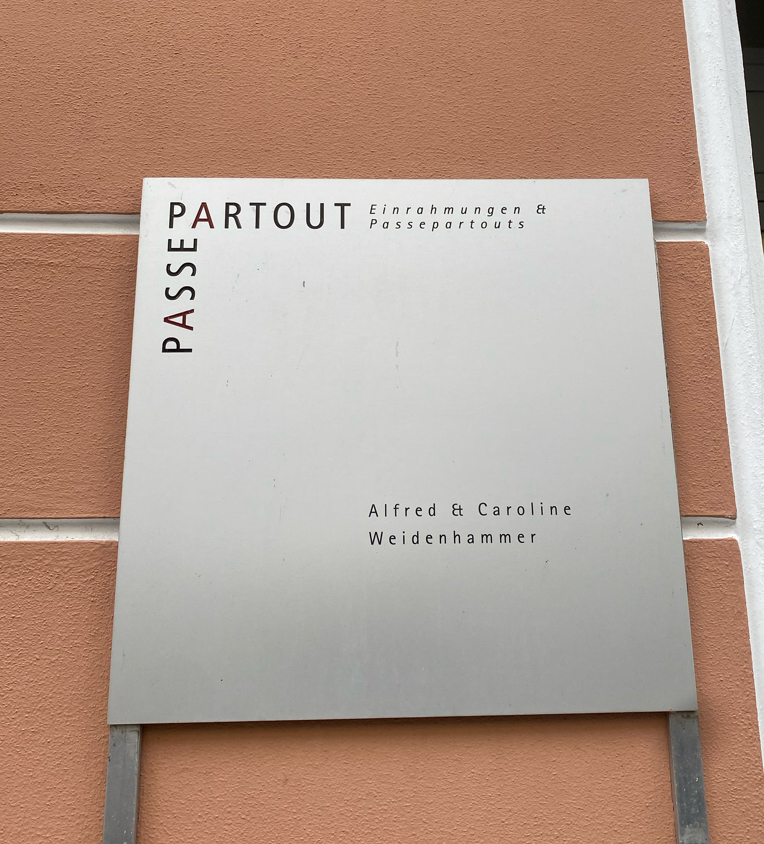 PASSE
PARTOUT
Einrahmungen &
Passepartouts
Alfred & Caroline
Weidenhammer